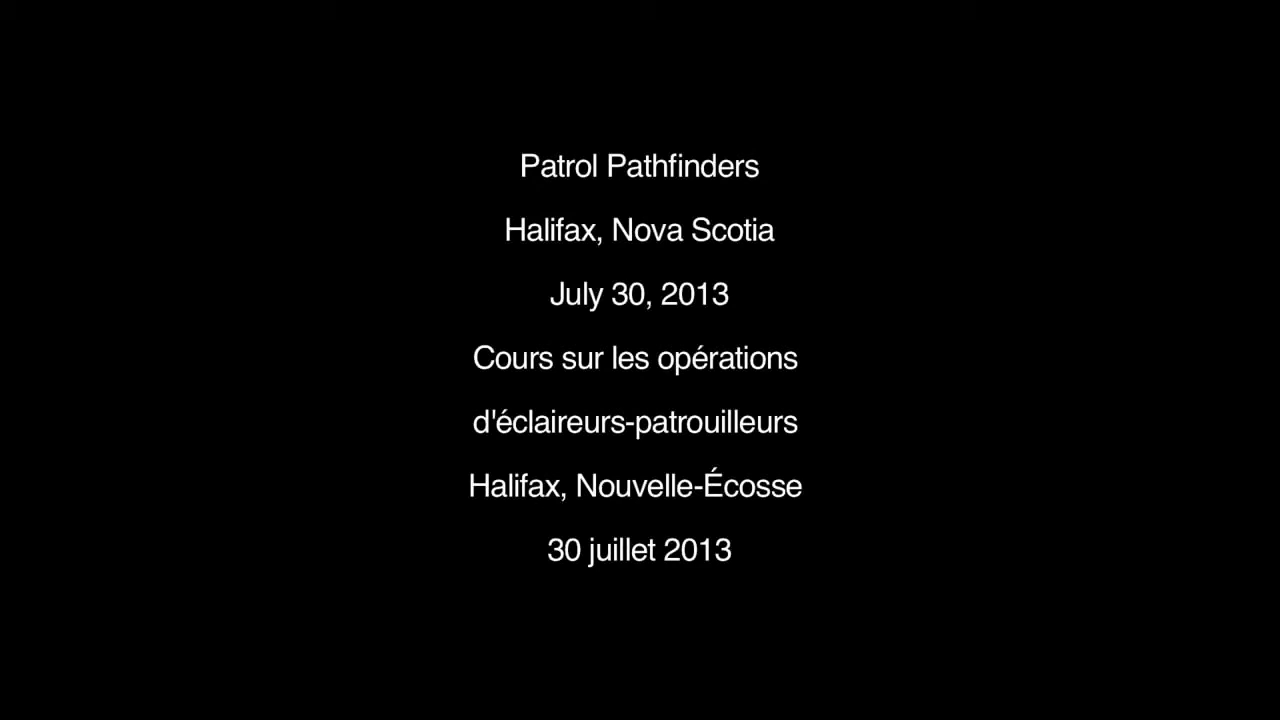 Patrol Pathfinders
Halifax, Nova Scotia
July 30, 2013
Cours sur les opérations
d'éclaireurs-patrouilleurs
Halifax, Nouvelle-Écosse
30 juillet 2013